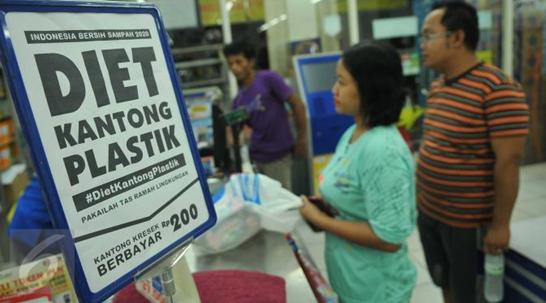 INDONESIA BERSIH SAMPAH 2020
DIET
KANTONG
PLASTIK
#DietKantongPlastik
PAKAILAH TAS RAMAH LINGKUNGAN
KANTONG KRESEK Rp200
BERBAYAR